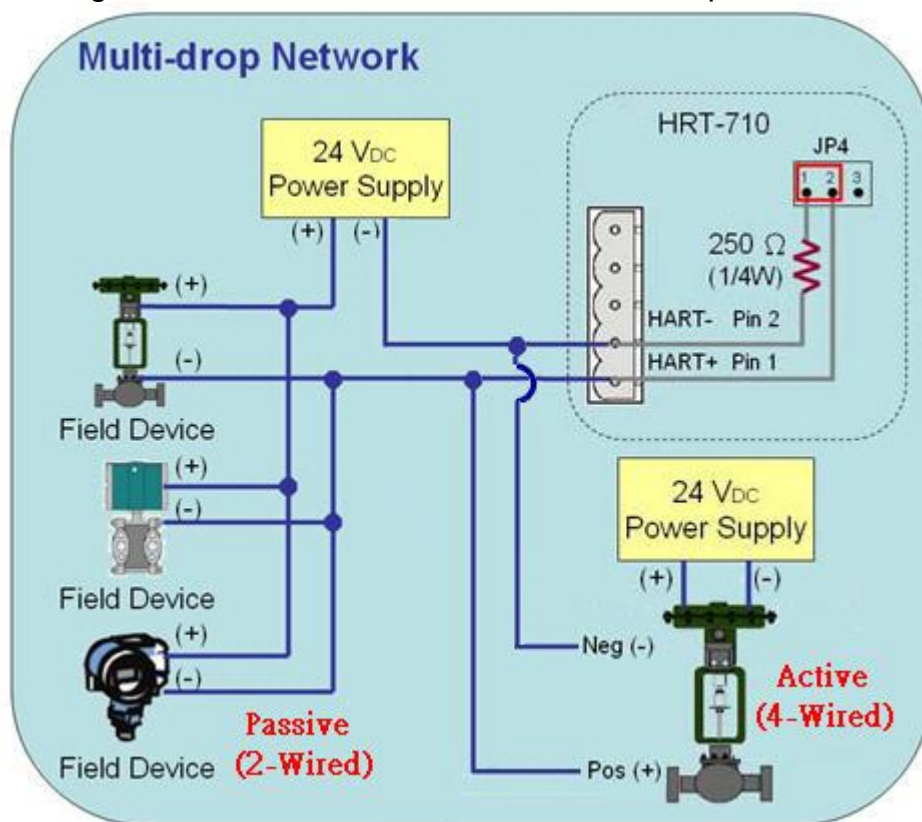 Multi-drop Network
HRT-710
JP4
1 2 3
24 VDC
Power Supply
(+) (-)
250 Ω
(1/4W)
HART- Pin 2
HART+ Pin 1
(+)
(-)
Field Device
(+)
(-)
Field Device
(+)
(-)
Field Device
Passive
(2-Wired)
24 VDC
Power Supply
(+) (-)
Neg (-)
Pos (+)
Active
(4-Wired)